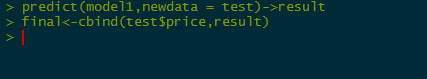 > predict(model1,newdata = test)->result
> final<-cbind(test$price,result)
>